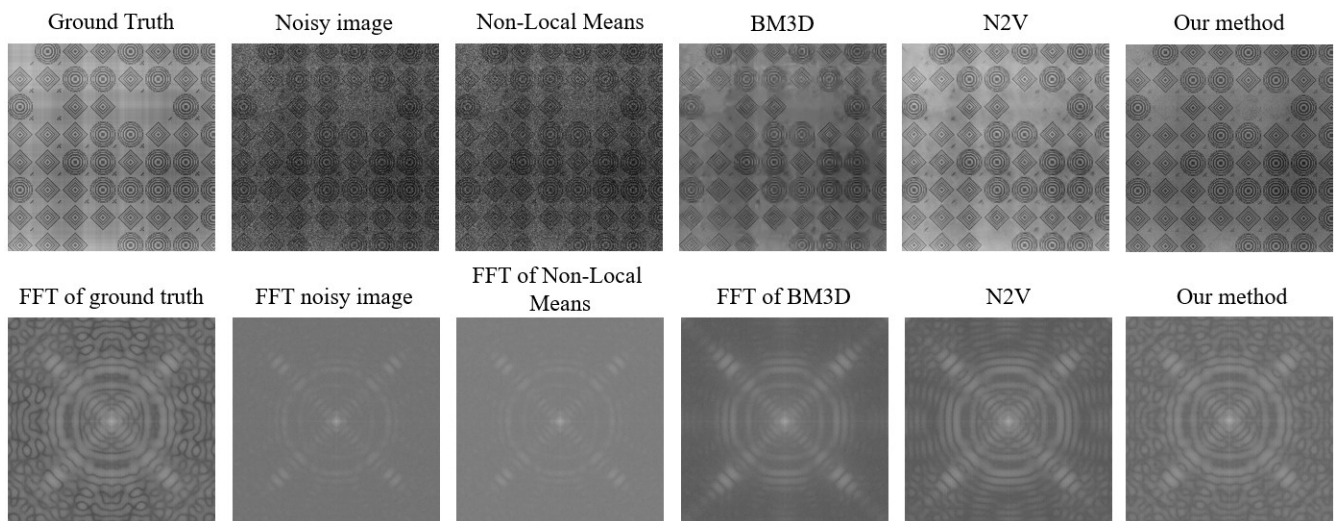 Ground Truth
Noisy image
Non-Local Means
BM3D
N2V
Our method
FFT of ground truth
FFT noisy image
FFT of Non-Local
Means
FFT of BM3D
N2V
Our method